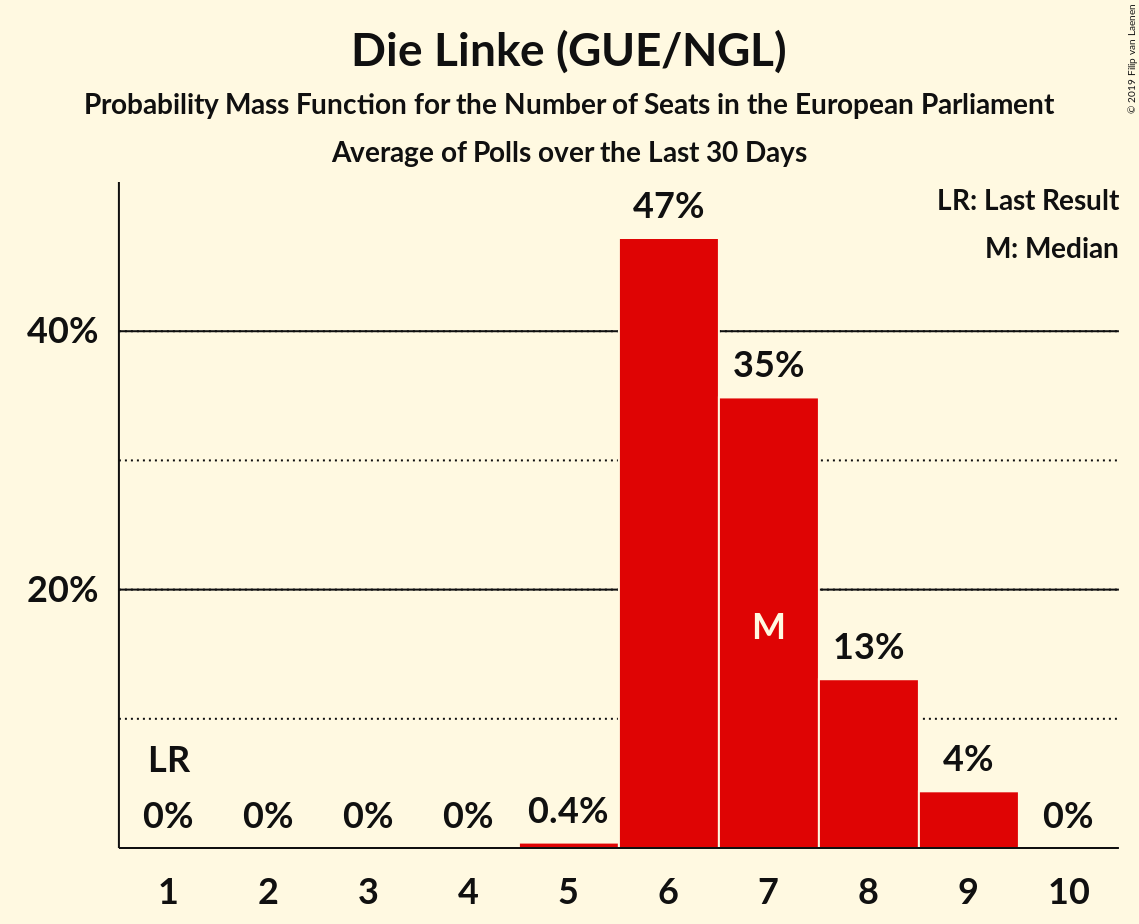 Die Linke (GUE/NGL)
Probability Mass Function for the Number of Seats in the European Parliament
Average of Polls over the Last 30 Days
© 2019 Filip van Laenen
LR: Last Result
M: Median
40%
20%
47%
35%
M
13%
LR
4%
0%
0%
0%
0%
0.4%
0%
1
2
3
4
5
6
7
8
9
10